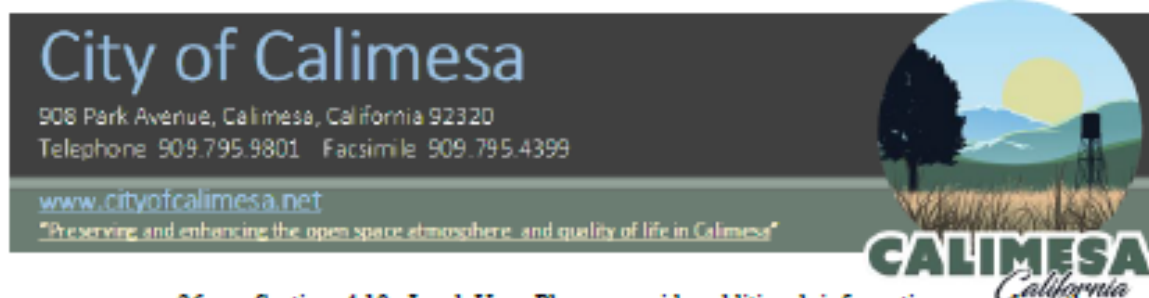 City of Calimesa
908 Park Avenue, Calimesa, California 92320
Telephone 909.795.9801 Facsimile 909.795.4399
www.cityofcalimesa.net
"Preserving and enhancing the open space atmosphere and quality of life in Calimesa"
CALIMESA
California